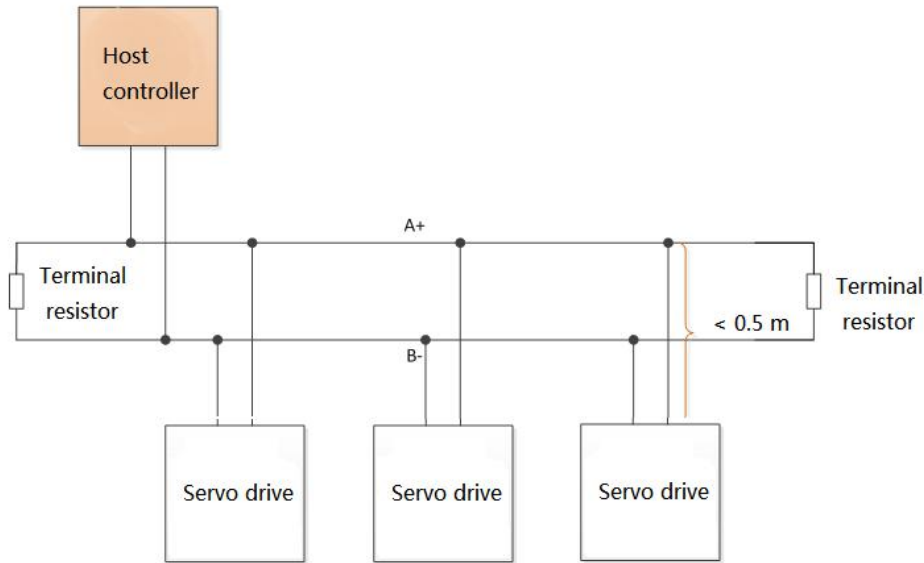 Host
controller
A+
Terminal
resistor
Terminal
resistor
< 0.5 m
B-
Servo drive
Servo drive
Servo drive